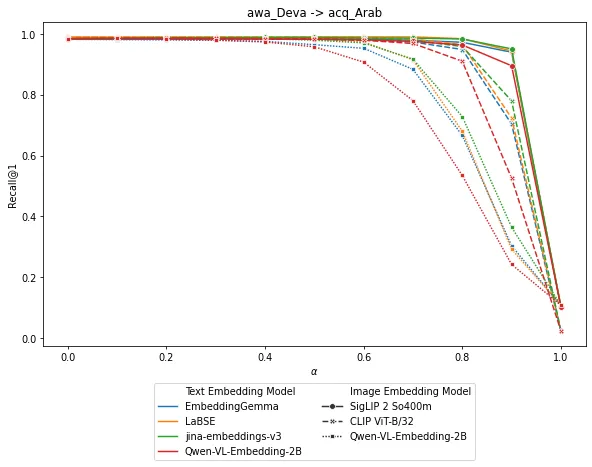 awa_Deva -> acq_Arab
Recall@1
1.0
0.8
0.6
0.4
0.2
0.0
0.0 0.2 0.4 0.6 0.8 1.0
α
Text Embedding Model
EmbeddingGemma
LaBSE
jina-embeddings-v3
Qwen-VL-Embedding-2B
Image Embedding Model
SigLIP 2 So400m
CLIP ViT-B/32
Qwen-VL-Embedding-2B